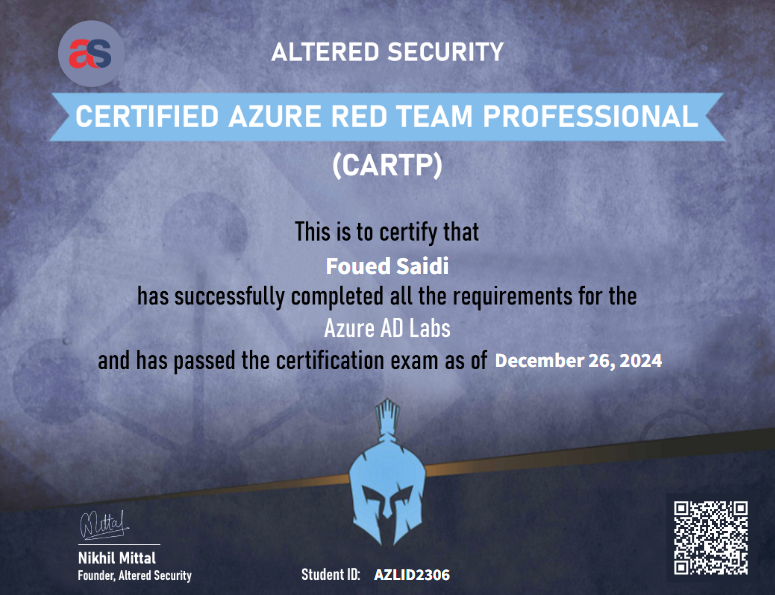 as
ALTERED SECURITY
CERTIFIED AZURE RED TEAM PROFESSIONAL
(CARTP)
This is to certify that
Foued Saidi
has successfully completed all the requirements for the
Azure AD Labs
and has passed the certification exam as of December 26, 2024
NMittal
Nikhil Mittal
Founder, Altered Security
Student ID: AZLID2306